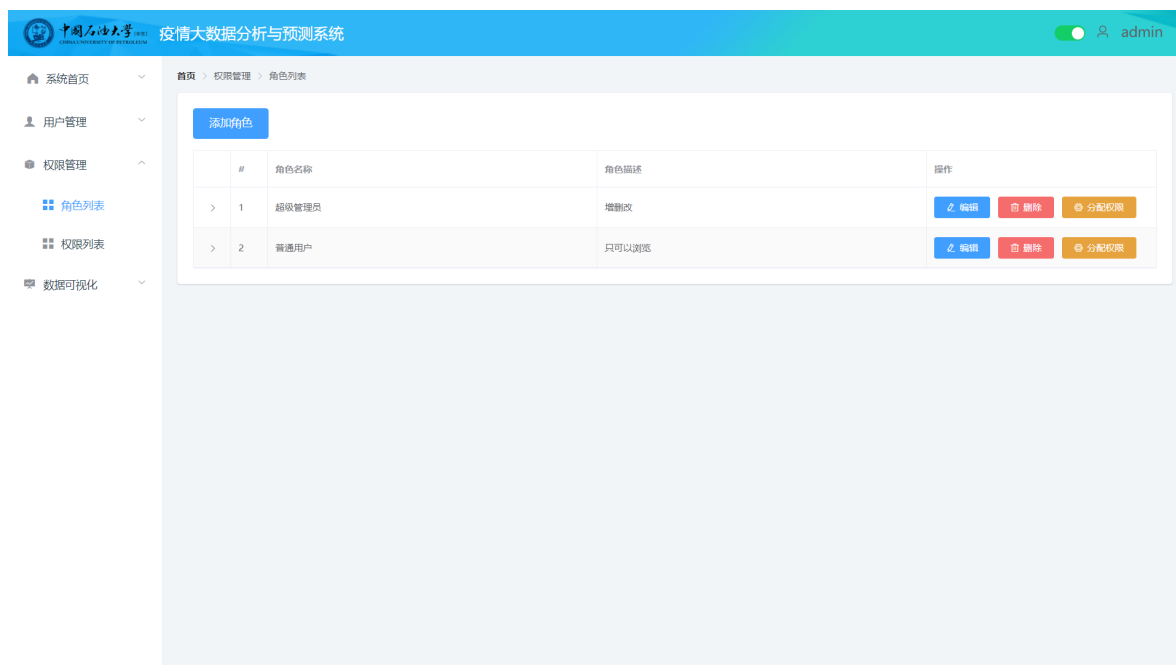 中国石油大学 疫情大数据分析与预测系统 admin
CHINA UNIVERSITY OF PETROLEUM
系统首页
用户管理
权限管理
角色列表
权限列表
数据可视化
首页 > 权限管理 > 角色列表
添加角色
# 角色名称 角色描述 操作
> 1 超级管理员 增删改 编辑 删除 分配权限
> 2 普通用户 只可以浏览 编辑 删除 分配权限